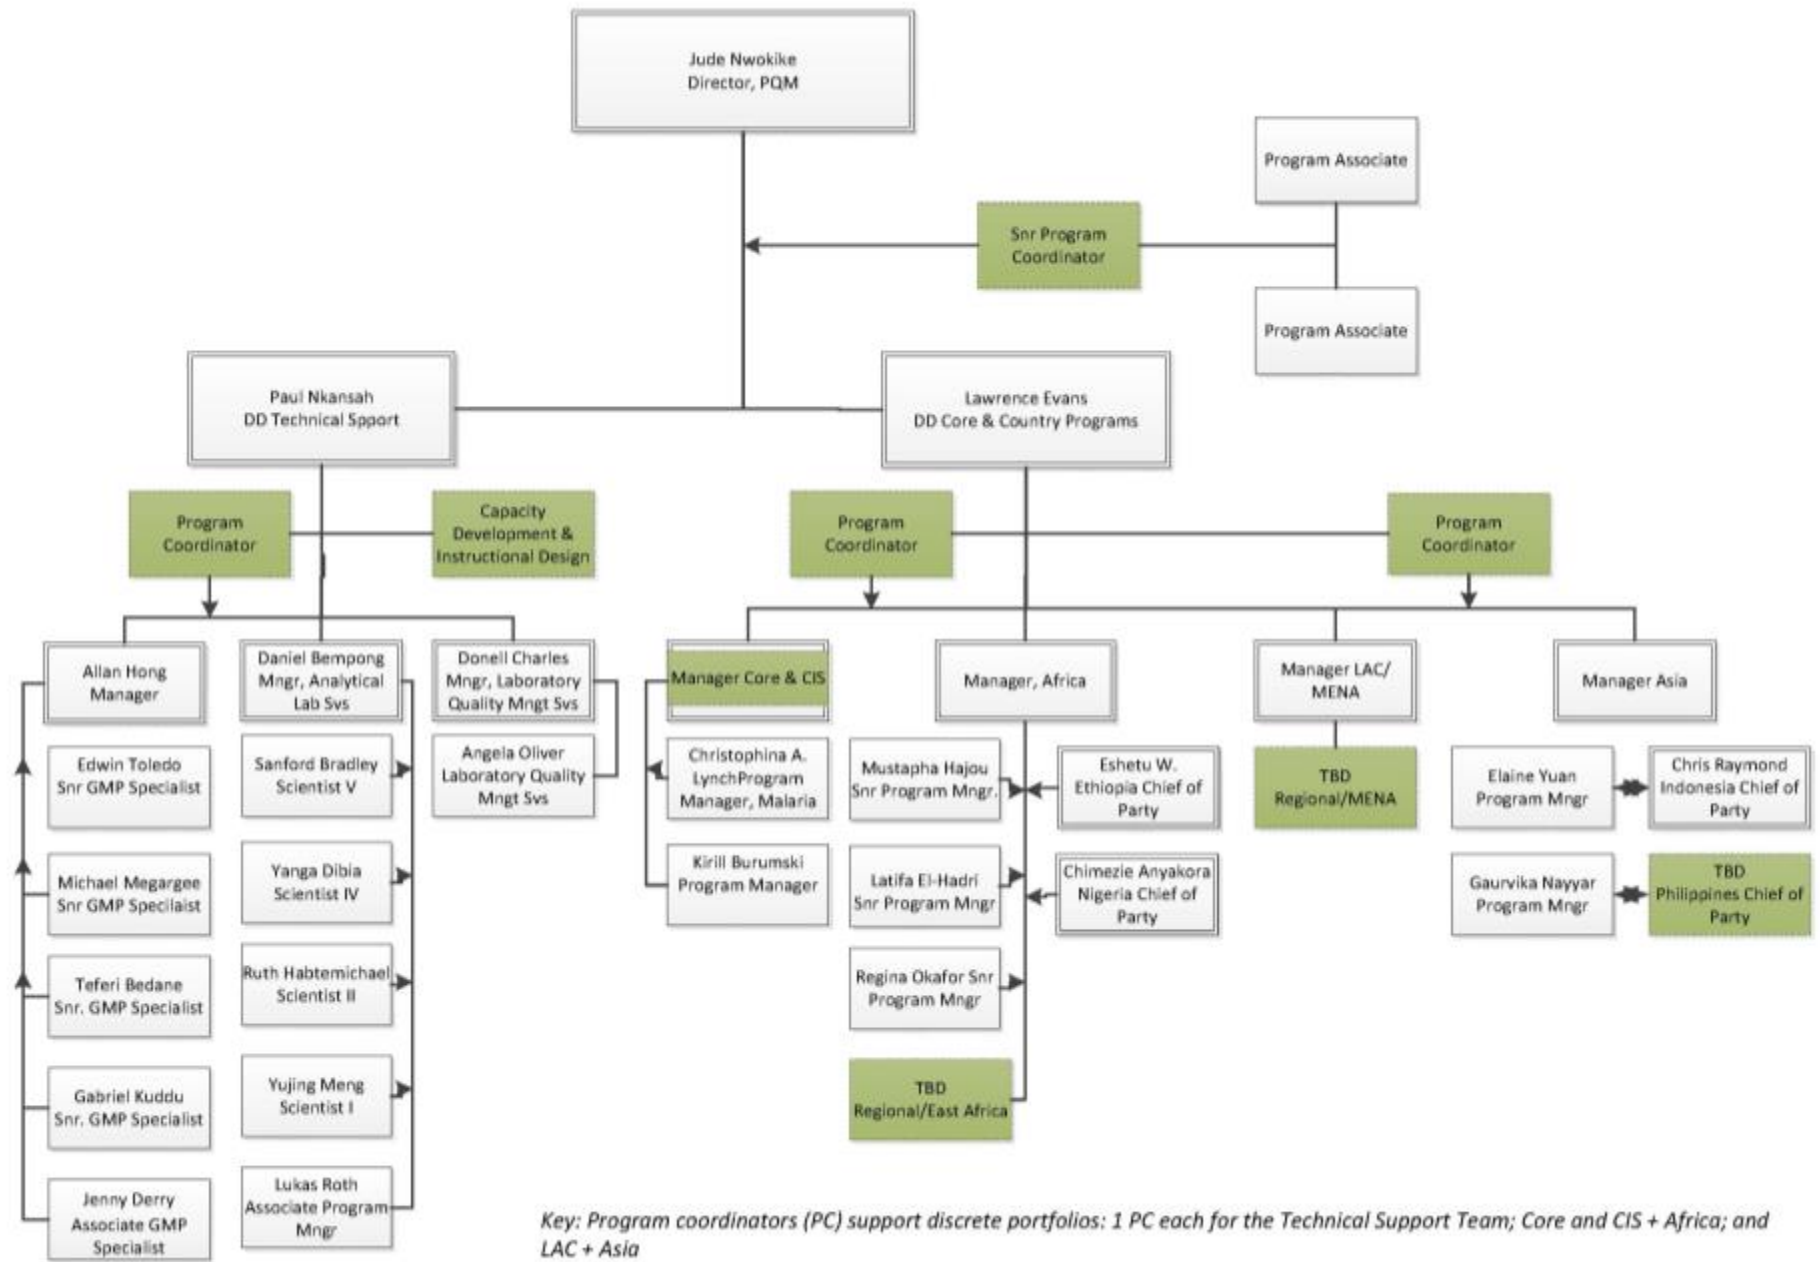 Jude Nwokike
Director, PQM
Program Associate
Snr Program
Coordinator
Program Associate
Paul Nkansah
DD Technical Spport
Lawrence Evans
DD Core & Country Programs
Program
Coordinator
Capacity
Development &
Instructional Design
Program
Coordinator
Program
Coordinator
Allan Hong
Manager
Daniel Bempong
Mngr, Analytical
Lab Svs
Donell Charles
Mngr, Laboratory
Quality Mngt Svs
Manager Core & CIS
Manager, Africa
Manager LAC/
MENA
Manager Asia
Edwin Toledo
Snr GMP Specialist
Sanford Bradley
Scientist V
Angela Oliver
Laboratory Quality
Mngt Svs
Christophina A.
LynchProgram
Manager, Malaria
Mustapha Hajou
Snr Program Mngr.
Eshetu W.
Ethiopia Chief of
Party
TBD
Regional/MENA
Elaine Yuan
Program Mngr
Chris Raymond
Indonesia Chief of
Party
Michael Megargee
Snr GMP Specilaist
Yanga Dibia
Scientist IV
Kirill Burumski
Program Manager
Latifa El-Hadri
Snr Program Mngr
Chimezie Anyakora
Nigeria Chief of
Party
Gaurvika Nayyar
Program Mngr
TBD
Philippines Chief of
Party
Teferi Bedane
Snr. GMP Specialist
Ruth Habtemichael
Scientist II
Regina Okafor Snr
Program Mngr
Gabriel Kuddu
Snr. GMP Specialist
Yujing Meng
Scientist I
TBD
Regional/East Africa
Jenny Derry
Associate GMP
Specialist
Lukas Roth
Associate Program
Mngr
Key: Program coordinators (PC) support discrete portfolios: 1 PC each for the Technical Support Team; Core and CIS + Africa; and
LAC + Asia